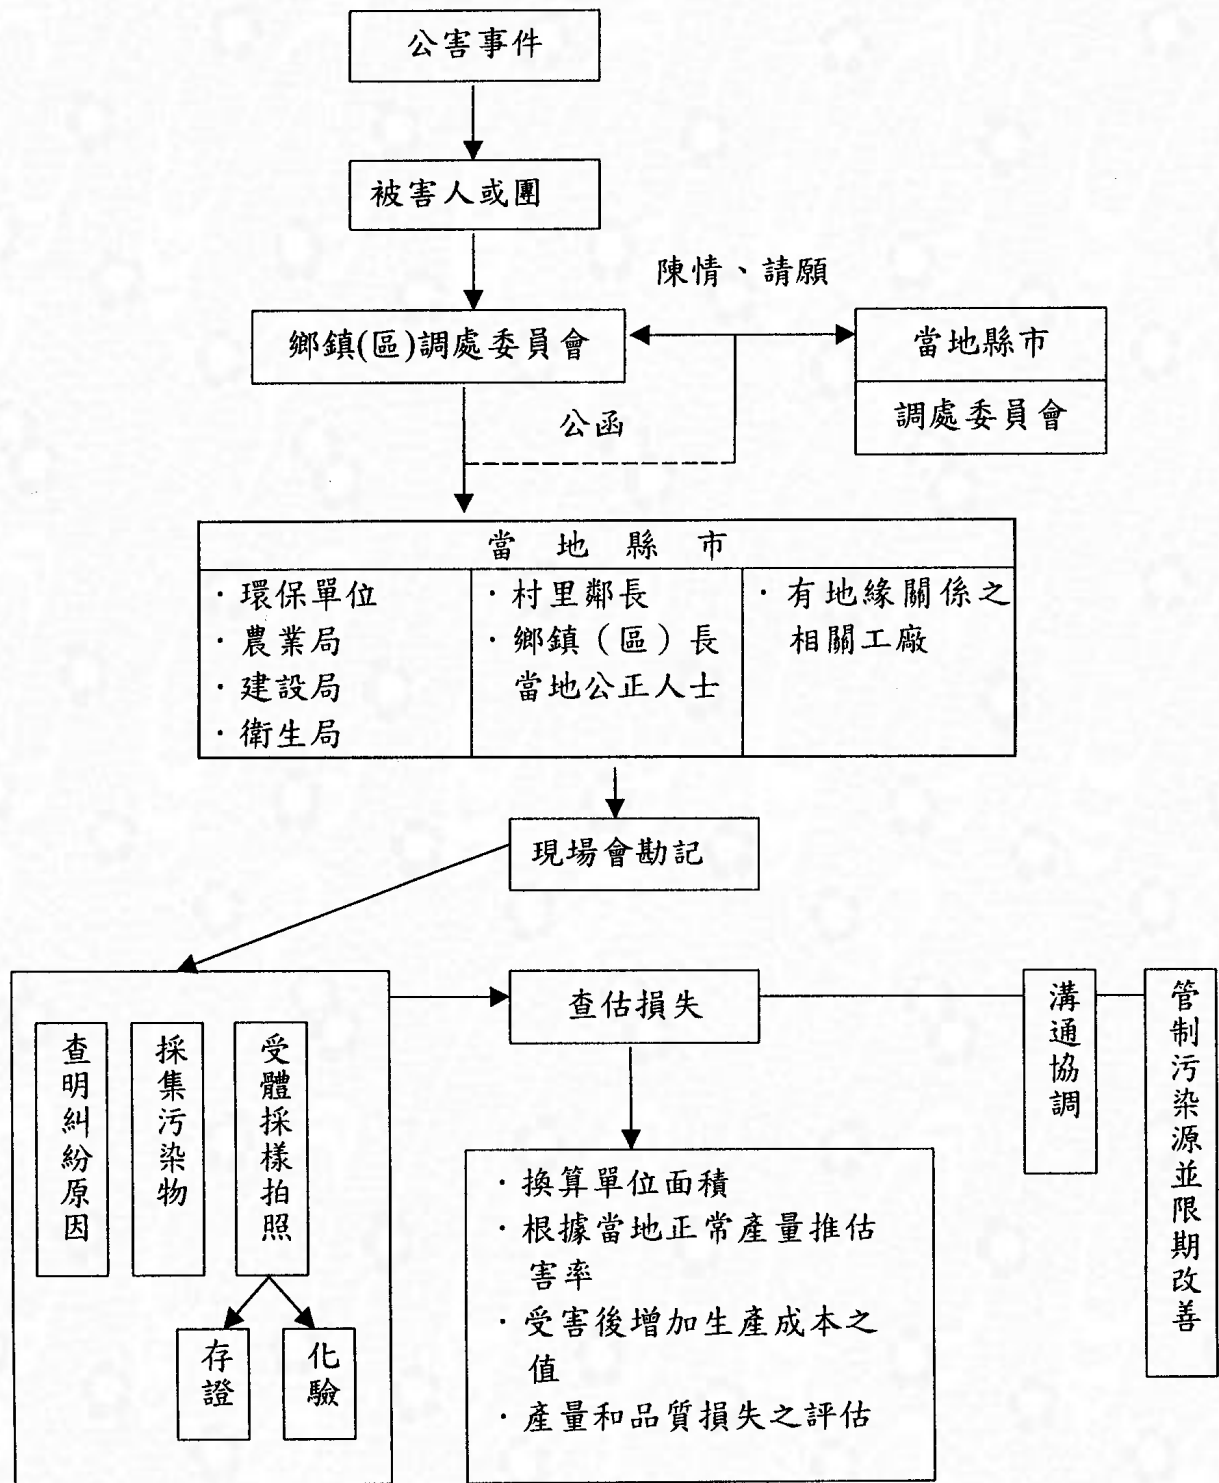 公害事件
被害人或團
陳情、請願
鄉鎮(區)調處委員會
當地縣市
調處委員會
公函
當 地 縣 市
·環保單位
·農業局
·建設局
·衛生局
·村里鄰長
·鄉鎮（區）長
當地公正人士
·有地緣關係之
相關工廠
現場會勘記
查明糾紛原因
採集污染物
受體採樣拍照
存證
化驗
查估損失
·換算單位面積
·根據當地正常產量推估
害率
·受害後增加生產成本之
值
·產量和品質損失之評估
溝通協調
管制污染源並限期改善